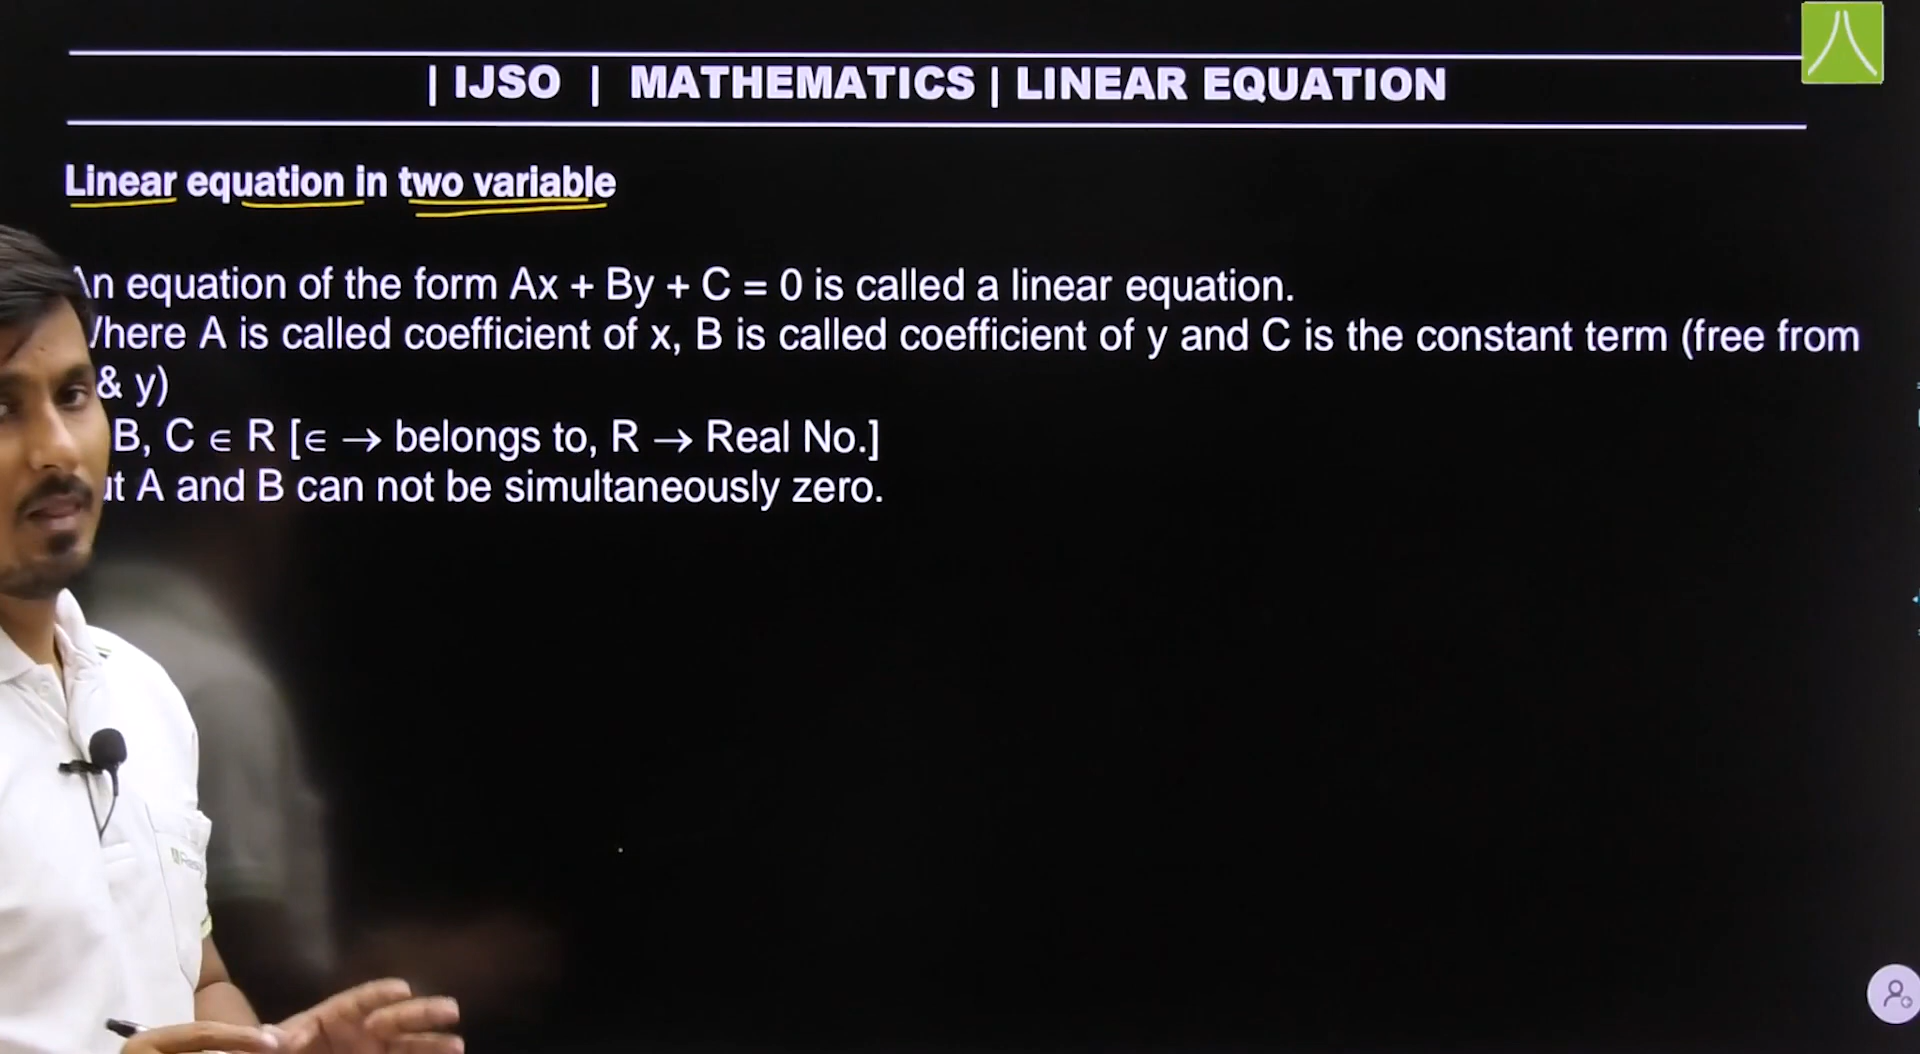 | IJSO | MATHEMATICS | LINEAR EQUATION
Linear equation in two variable
An equation of the form Ax + By + C = 0 is called a linear equation.
Where A is called coefficient of x, B is called coefficient of y and C is the constant term (free from
& y)
B, C ∈ R [∈ → belongs to, R → Real No.]
A and B can not be simultaneously zero.